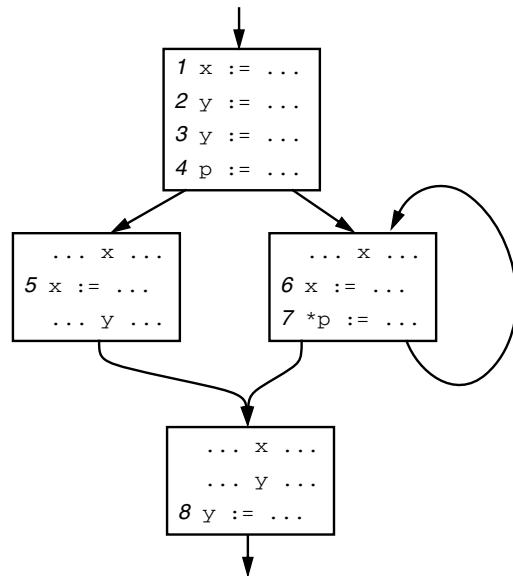 1 x := ...
2 y := ...
3 y := ...
4 p := ...
... x ...
5 x := ...
... y ...
... x ...
6 x := ...
7 *p := ...
... x ...
... y ...
8 y := ...